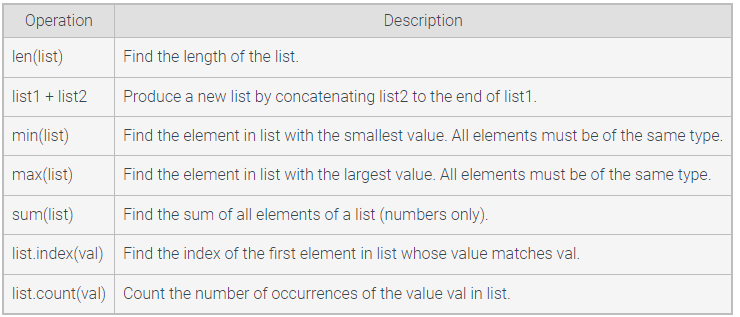 Operation Description
len(list) Find the length of the list.
list1 + list2 Produce a new list by concatenating list2 to the end of list1.
min(list) Find the element in list with the smallest value. All elements must be of the same type.
max(list) Find the element in list with the largest value. All elements must be of the same type.
sum(list) Find the sum of all elements of a list (numbers only).
list.index(val) Find the index of the first element in list whose value matches val.
list.count(val) Count the number of occurrences of the value val in list.